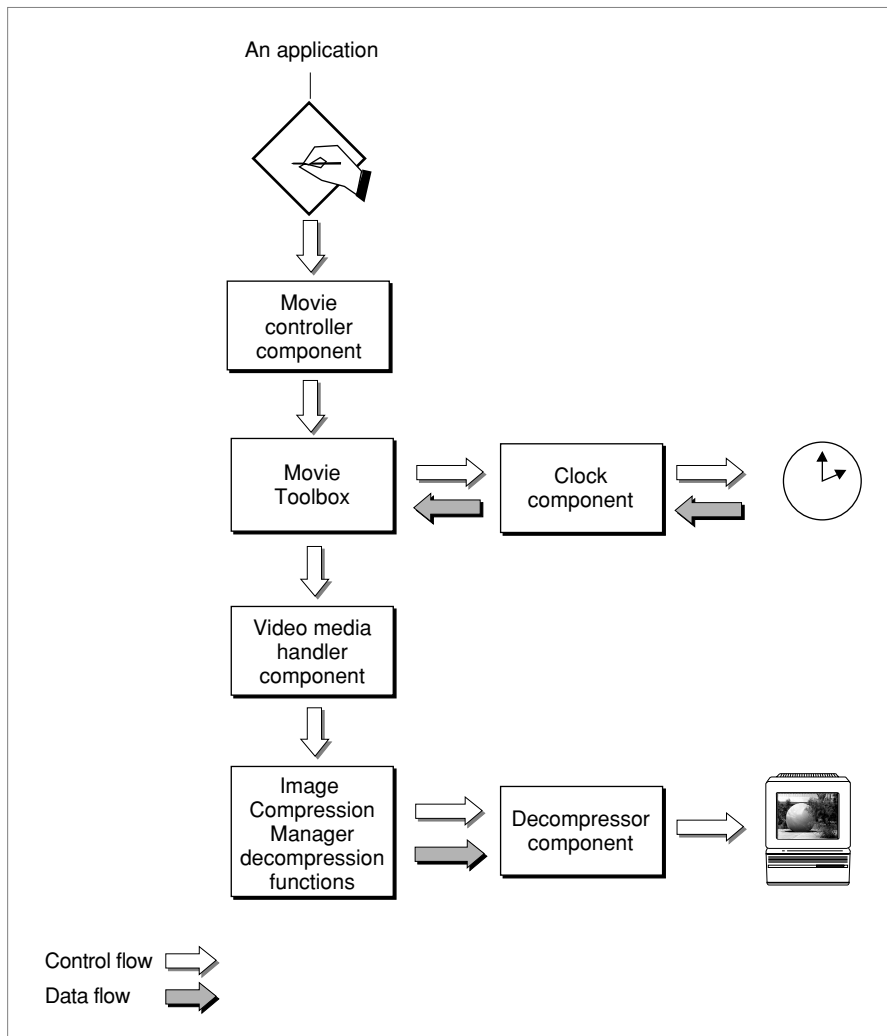 An application
Movie
controller
component
Movie
Toolbox
Clock
component
Video media
handler
component
Image
Compression
Manager
decompression
functions
Decompressor
component
Control flow
Data flow